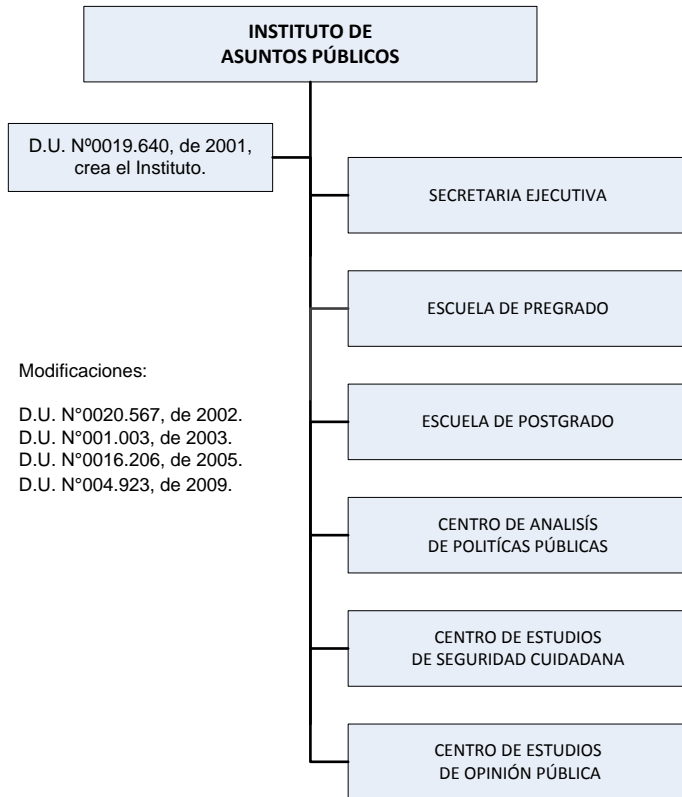 INSTITUTO DE
ASUNTOS PÚBLICOS
D.U. Nº0019.640, de 2001,
crea el Instituto.
SECRETARIA EJECUTIVA
ESCUELA DE PREGRADO
Modificaciones:
D.U. N°0020.567, de 2002.
D.U. N°001.003, de 2003.
D.U. N°0016.206, de 2005.
D.U. N°004.923, de 2009.
ESCUELA DE POSTGRADO
CENTRO DE ANALISÍS
DE POLITÍCAS PÚBLICAS
CENTRO DE ESTUDIOS
DE SEGURIDAD CUIDADANA
CENTRO DE ESTUDIOS
DE OPINIÓN PÚBLICA